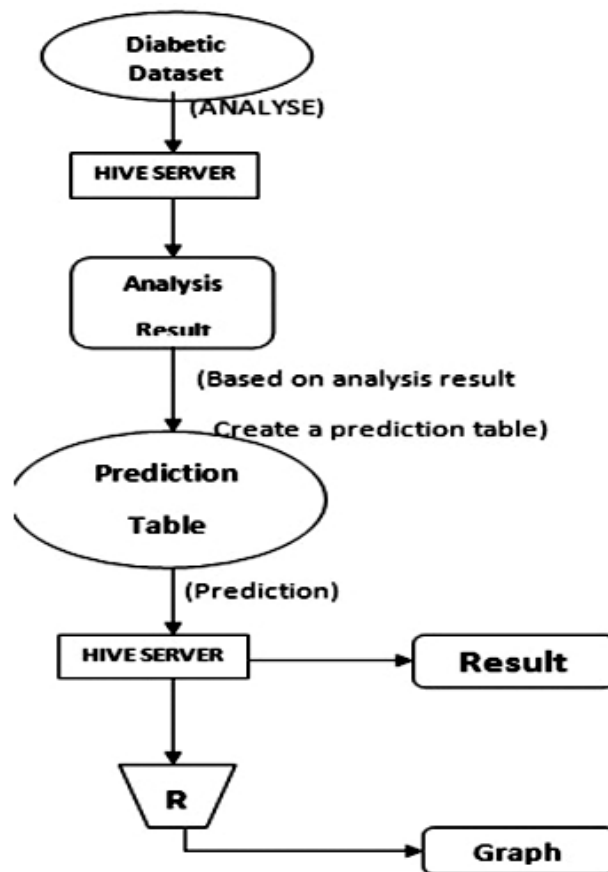 Diabetic
Dataset
(ANALYSE)
HIVE SERVER
Analysis
Result
(Based on analysis result
Create a prediction table)
Prediction
Table
(Prediction)
HIVE SERVER
Result
R
Graph